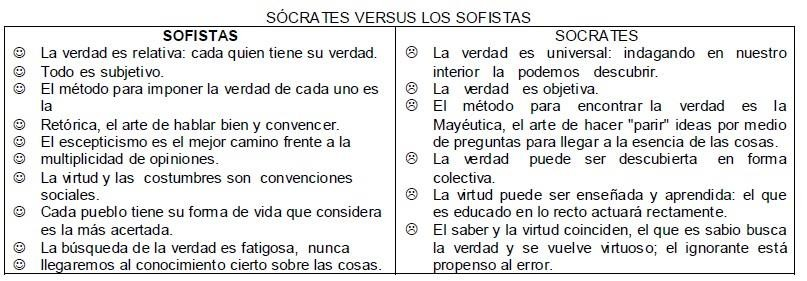 SÓCRATES VERSUS LOS SOFISTAS
SOFISTAS
☺ La verdad es relativa: cada quien tiene su verdad.
☺ Todo es subjetivo.
☺ El método para imponer la verdad de cada uno es
la
☺ Retórica, el arte de hablar bien y convencer.
☺ El escepticismo es el mejor camino frente a la
☺ multiplicidad de opiniones.
☺ La virtud y las costumbres son convenciones
sociales.
☺ Cada pueblo tiene su forma de vida que considera
es la más acertada.
☺ La búsqueda de la verdad es fatigosa, nunca
☺ llegaremos al conocimiento cierto sobre las cosas.
SOCRATES
☹ La verdad es universal: indagando en nuestro
interior la podemos descubrir.
☹ La verdad es objetiva.
☹ El método para encontrar la verdad es la
Mayéutica, el arte de hacer "parir" ideas por medio
de preguntas para llegar a la esencia de las cosas.
☹ La verdad puede ser descubierta en forma
colectiva.
☹ La virtud puede ser enseñada y aprendida: el que
es educado en lo recto actuará rectamente.
☹ El saber y la virtud coinciden, el que es sabio busca
la verdad y se vuelve virtuoso; el ignorante está
propenso al error.